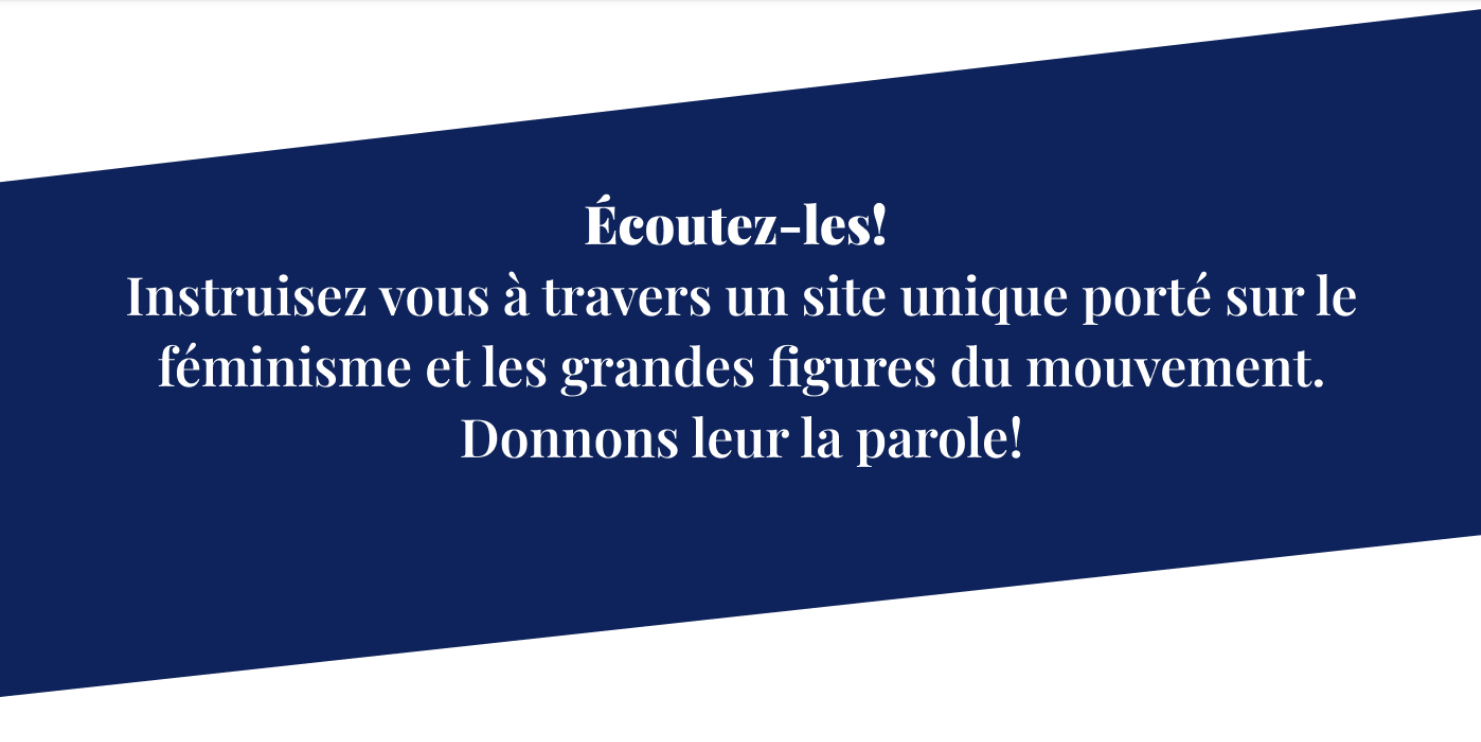 Écoutez-les!
Instruisez vous à travers un site unique porté sur le
féminisme et les grandes figures du mouvement.
Donnons leur la parole!